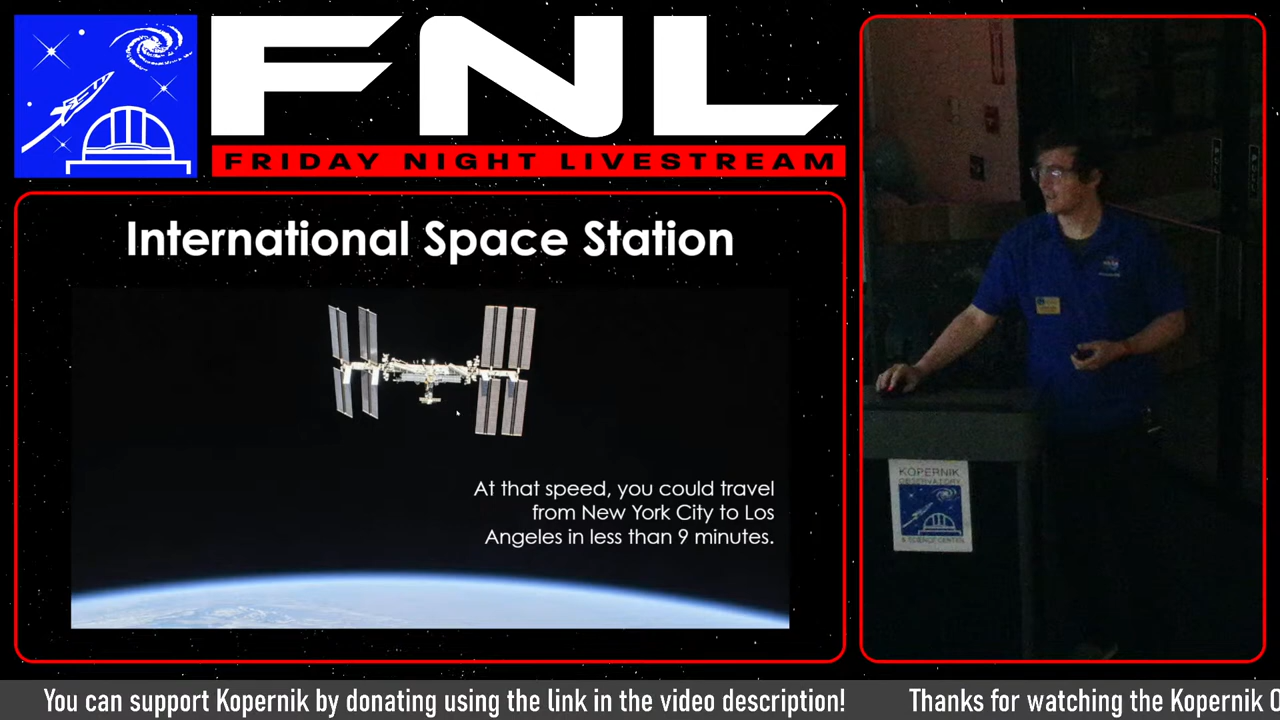 FNL
FRIDAY NIGHT LIVESTREAM
International Space Station
At that speed, you could travel
from New York City to Los
Angeles in less than 9 minutes.
PULL
PULL
KOPERNIK
OBSERVATORY
& SCIENCE CENTER
You can support Kopernik by donating using the link in the video description!
Thanks for watching the Kopernik